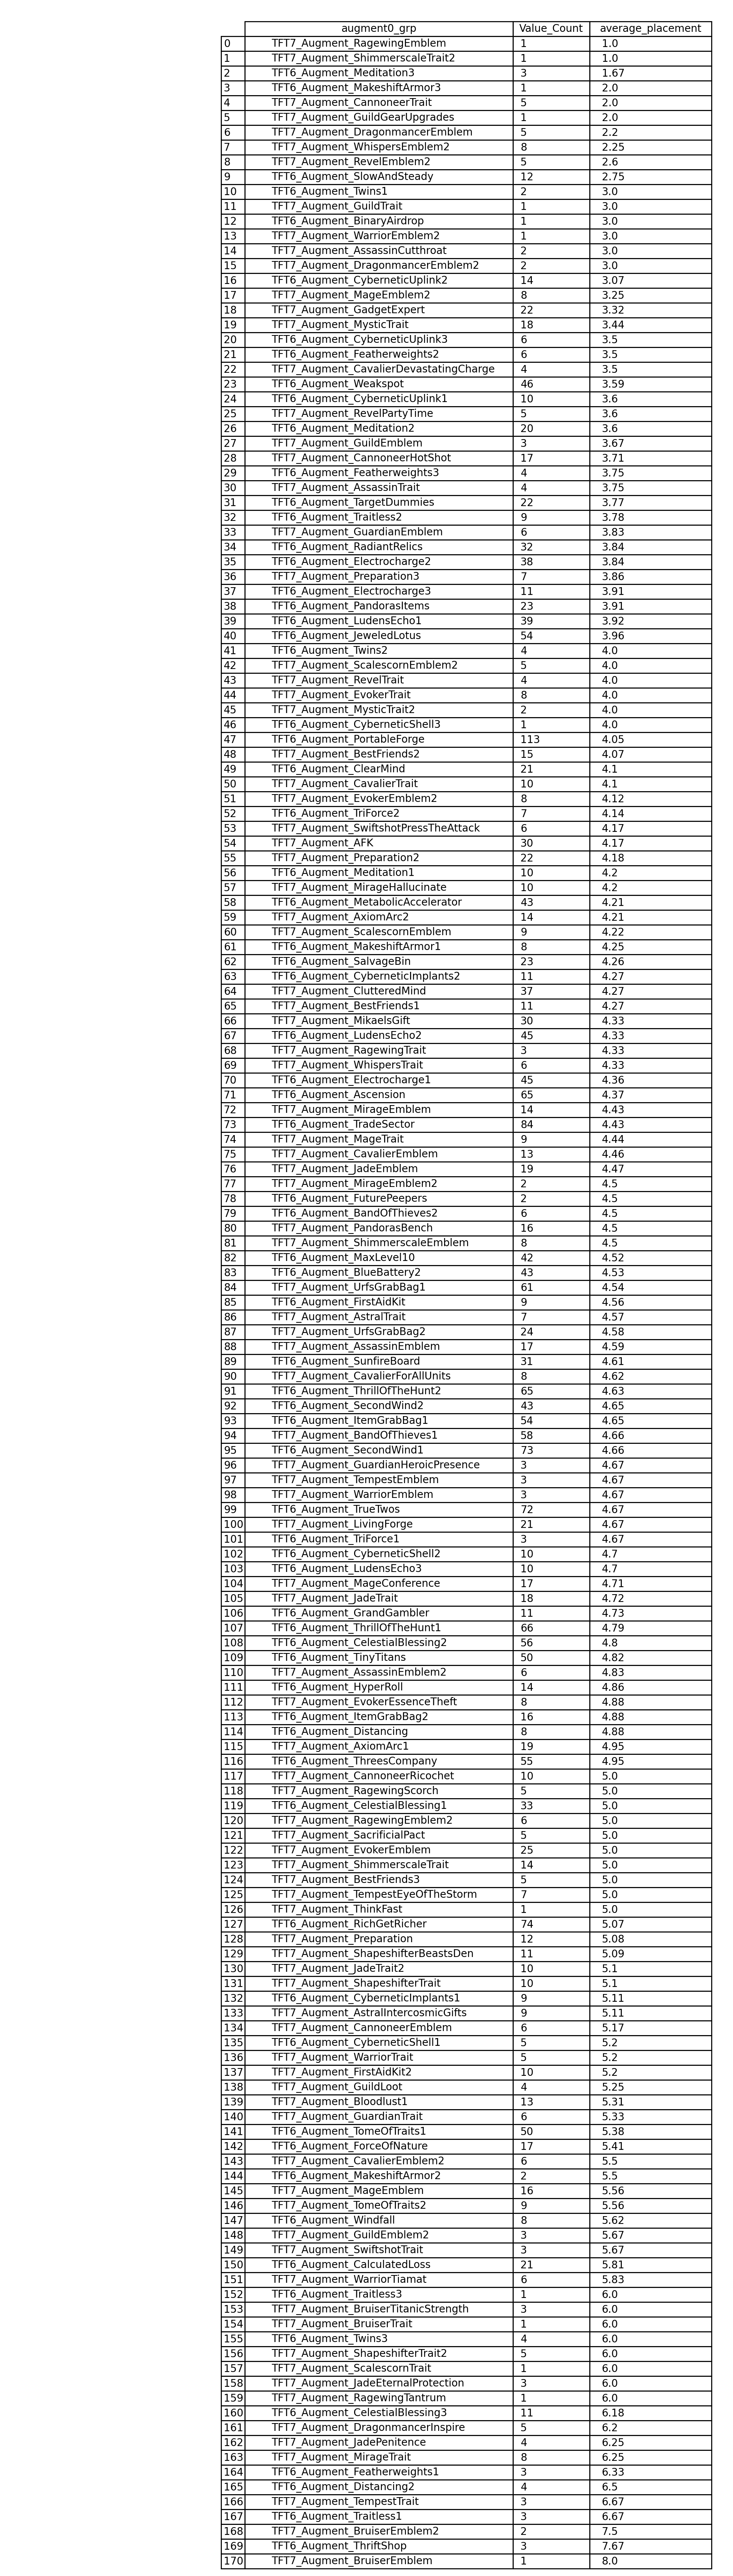 augment0_grp Value_Count average_placement
0 TFT7_Augment_RagewingEmblem 1 1.0
1 TFT7_Augment_ShimmerscaleTrait2 1 1.0
2 TFT6_Augment_Meditation3 3 1.67
3 TFT6_Augment_MakeshiftArmor3 1 2.0
4 TFT7_Augment_CannoneerTrait 5 2.0
5 TFT7_Augment_GuildGearUpgrades 1 2.0
6 TFT7_Augment_DragonmancerEmblem 5 2.2
7 TFT7_Augment_WhispersEmblem2 8 2.25
8 TFT7_Augment_RevelEmblem2 5 2.6
9 TFT6_Augment_SlowAndSteady 12 2.75
10 TFT6_Augment_Twins1 2 3.0
11 TFT7_Augment_GuildTrait 1 3.0
12 TFT6_Augment_BinaryAirdrop 1 3.0
13 TFT7_Augment_WarriorEmblem2 1 3.0
14 TFT7_Augment_AssassinCutthroat 2 3.0
15 TFT7_Augment_DragonmancerEmblem2 2 3.0
16 TFT6_Augment_CyberneticUplink2 14 3.07
17 TFT7_Augment_MageEmblem2 8 3.25
18 TFT7_Augment_GadgetExpert 22 3.32
19 TFT7_Augment_MysticTrait 18 3.44
20 TFT6_Augment_CyberneticUplink3 6 3.5
21 TFT6_Augment_Featherweights2 6 3.5
22 TFT7_Augment_CavalierDevastatingCharge 4 3.5
23 TFT6_Augment_Weakspot 46 3.59
24 TFT6_Augment_CyberneticUplink1 10 3.6
25 TFT7_Augment_RevelPartyTime 5 3.6
26 TFT6_Augment_Meditation2 20 3.6
27 TFT7_Augment_GuildEmblem 3 3.67
28 TFT7_Augment_CannoneerHotShot 17 3.71
29 TFT6_Augment_Featherweights3 4 3.75
30 TFT7_Augment_AssassinTrait 4 3.75
31 TFT6_Augment_TargetDummies 22 3.77
32 TFT6_Augment_Traitless2 9 3.78
33 TFT7_Augment_GuardianEmblem 6 3.83
34 TFT6_Augment_RadiantRelics 32 3.84
35 TFT6_Augment_Electrocharge2 38 3.84
36 TFT7_Augment_Preparation3 7 3.86
37 TFT6_Augment_Electrocharge3 11 3.91
38 TFT6_Augment_PandorasItems 23 3.91
39 TFT6_Augment_LudensEcho1 39 3.92
40 TFT6_Augment_JeweledLotus 54 3.96
41 TFT6_Augment_Twins2 4 4.0
42 TFT7_Augment_ScalescornEmblem2 5 4.0
43 TFT7_Augment_RevelTrait 4 4.0
44 TFT7_Augment_EvokerTrait 8 4.0
45 TFT7_Augment_MysticTrait2 2 4.0
46 TFT6_Augment_CyberneticShell3 1 4.0
47 TFT6_Augment_PortableForge 113 4.05
48 TFT7_Augment_BestFriends2 15 4.07
49 TFT6_Augment_ClearMind 21 4.1
50 TFT7_Augment_CavalierTrait 10 4.1
51 TFT7_Augment_EvokerEmblem2 8 4.12
52 TFT6_Augment_TriForce2 7 4.14
53 TFT7_Augment_SwiftshotPressTheAttack 6 4.17
54 TFT7_Augment_AFK 30 4.17
55 TFT7_Augment_Preparation2 22 4.18
56 TFT6_Augment_Meditation1 10 4.2
57 TFT7_Augment_MirageHallucinate 10 4.2
58 TFT6_Augment_MetabolicAccelerator 43 4.21
59 TFT7_Augment_AxiomArc2 14 4.21
60 TFT7_Augment_ScalescornEmblem 9 4.22
61 TFT6_Augment_MakeshiftArmor1 8 4.25
62 TFT6_Augment_SalvageBin 23 4.26
63 TFT6_Augment_CyberneticImplants2 11 4.27
64 TFT7_Augment_ClutteredMind 37 4.27
65 TFT7_Augment_BestFriends1 11 4.27
66 TFT7_Augment_MikaelsGift 30 4.33
67 TFT6_Augment_LudensEcho2 45 4.33
68 TFT7_Augment_RagewingTrait 3 4.33
69 TFT7_Augment_WhispersTrait 6 4.33
70 TFT6_Augment_Electrocharge1 45 4.36
71 TFT6_Augment_Ascension 65 4.37
72 TFT7_Augment_MirageEmblem 14 4.43
73 TFT6_Augment_TradeSector 84 4.43
74 TFT7_Augment_MageTrait 9 4.44
75 TFT7_Augment_CavalierEmblem 13 4.46
76 TFT7_Augment_JadeEmblem 19 4.47
77 TFT7_Augment_MirageEmblem2 2 4.5
78 TFT6_Augment_FuturePeepers 2 4.5
79 TFT6_Augment_BandOfThieves2 6 4.5
80 TFT7_Augment_PandorasBench 16 4.5
81 TFT7_Augment_ShimmerscaleEmblem 8 4.5
82 TFT6_Augment_MaxLevel10 42 4.52
83 TFT6_Augment_BlueBattery2 43 4.53
84 TFT7_Augment_UrfsGrabBag1 61 4.54
85 TFT6_Augment_FirstAidKit 9 4.56
86 TFT7_Augment_AstralTrait 7 4.57
87 TFT7_Augment_UrfsGrabBag2 24 4.58
88 TFT7_Augment_AssassinEmblem 17 4.59
89 TFT6_Augment_SunfireBoard 31 4.61
90 TFT7_Augment_CavalierForAllUnits 8 4.62
91 TFT6_Augment_ThrillOfTheHunt2 65 4.63
92 TFT6_Augment_SecondWind2 43 4.65
93 TFT6_Augment_ItemGrabBag1 54 4.65
94 TFT7_Augment_BandOfThieves1 58 4.66
95 TFT6_Augment_SecondWind1 73 4.66
96 TFT7_Augment_GuardianHeroicPresence 3 4.67
97 TFT7_Augment_TempestEmblem 3 4.67
98 TFT7_Augment_WarriorEmblem 3 4.67
99 TFT6_Augment_TrueTwos 72 4.67
100 TFT7_Augment_LivingForge 21 4.67
101 TFT6_Augment_TriForce1 3 4.67
102 TFT6_Augment_CyberneticShell2 10 4.7
103 TFT6_Augment_LudensEcho3 10 4.7
104 TFT7_Augment_MageConference 17 4.71
105 TFT7_Augment_JadeTrait 18 4.72
106 TFT6_Augment_GrandGambler 11 4.73
107 TFT6_Augment_ThrillOfTheHunt1 66 4.79
108 TFT6_Augment_CelestialBlessing2 56 4.8
109 TFT6_Augment_TinyTitans 50 4.82
110 TFT7_Augment_AssassinEmblem2 6 4.83
111 TFT6_Augment_HyperRoll 14 4.86
112 TFT7_Augment_EvokerEssenceTheft 8 4.88
113 TFT6_Augment_ItemGrabBag2 16 4.88
114 TFT6_Augment_Distancing 8 4.88
115 TFT7_Augment_AxiomArc1 19 4.95
116 TFT6_Augment_ThreesCompany 55 4.95
117 TFT7_Augment_CannoneerRicochet 10 5.0
118 TFT7_Augment_RagewingScorch 5 5.0
119 TFT6_Augment_CelestialBlessing1 33 5.0
120 TFT7_Augment_RagewingEmblem2 6 5.0
121 TFT7_Augment_SacrificialPact 5 5.0
122 TFT7_Augment_EvokerEmblem 25 5.0
123 TFT7_Augment_ShimmerscaleTrait 14 5.0
124 TFT7_Augment_BestFriends3 5 5.0
125 TFT7_Augment_TempestEyeOfTheStorm 7 5.0
126 TFT7_Augment_ThinkFast 1 5.0
127 TFT6_Augment_RichGetRicher 74 5.07
128 TFT7_Augment_Preparation 12 5.08
129 TFT7_Augment_ShapeshifterBeastsDen 11 5.09
130 TFT7_Augment_JadeTrait2 10 5.1
131 TFT7_Augment_ShapeshifterTrait 10 5.1
132 TFT6_Augment_CyberneticImplants1 9 5.11
133 TFT7_Augment_AstralIntercosmicGifts 9 5.11
134 TFT7_Augment_CannoneerEmblem 6 5.17
135 TFT6_Augment_CyberneticShell1 5 5.2
136 TFT7_Augment_WarriorTrait 5 5.2
137 TFT7_Augment_FirstAidKit2 10 5.2
138 TFT7_Augment_GuildLoot 4 5.25
139 TFT7_Augment_Bloodlust1 13 5.31
140 TFT7_Augment_GuardianTrait 6 5.33
141 TFT6_Augment_TomeOfTraits1 50 5.38
142 TFT6_Augment_ForceOfNature 17 5.41
143 TFT7_Augment_CavalierEmblem2 6 5.5
144 TFT6_Augment_MakeshiftArmor2 2 5.5
145 TFT7_Augment_MageEmblem 16 5.56
146 TFT7_Augment_TomeOfTraits2 9 5.56
147 TFT6_Augment_Windfall 8 5.62
148 TFT7_Augment_GuildEmblem2 3 5.67
149 TFT7_Augment_SwiftshotTrait 3 5.67
150 TFT6_Augment_CalculatedLoss 21 5.81
151 TFT7_Augment_WarriorTiamat 6 5.83
152 TFT6_Augment_Traitless3 1 6.0
153 TFT7_Augment_BruiserTitanicStrength 3 6.0
154 TFT7_Augment_BruiserTrait 1 6.0
155 TFT6_Augment_Twins3 4 6.0
156 TFT7_Augment_ShapeshifterTrait2 5 6.0
157 TFT7_Augment_ScalescornTrait 1 6.0
158 TFT7_Augment_JadeEternalProtection 3 6.0
159 TFT7_Augment_RagewingTantrum 1 6.0
160 TFT6_Augment_CelestialBlessing3 11 6.18
161 TFT7_Augment_DragonmancerInspire 5 6.2
162 TFT7_Augment_JadePenitence 4 6.25
163 TFT7_Augment_MirageTrait 8 6.25
164 TFT6_Augment_Featherweights1 3 6.33
165 TFT6_Augment_Distancing2 4 6.5
166 TFT7_Augment_TempestTrait 3 6.67
167 TFT6_Augment_Traitless1 3 6.67
168 TFT7_Augment_BruiserEmblem2 2 7.5
169 TFT6_Augment_ThriftShop 3 7.67
170 TFT7_Augment_BruiserEmblem 1 8.0